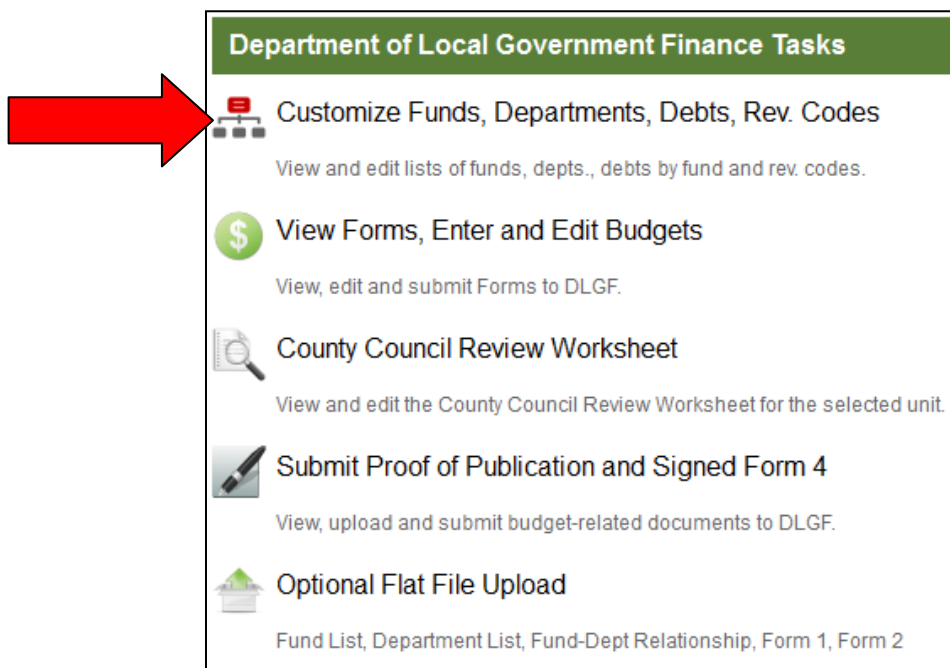 Department of Local Government Finance Tasks
Customize Funds, Departments, Debts, Rev. Codes
View and edit lists of funds, depts., debts by fund and rev. codes.
$
View Forms, Enter and Edit Budgets
View, edit and submit Forms to DLGF.
County Council Review Worksheet
View and edit the County Council Review Worksheet for the selected unit.
Submit Proof of Publication and Signed Form 4
View, upload and submit budget-related documents to DLGF.
Optional Flat File Upload
Fund List, Department List, Fund-Dept Relationship, Form 1, Form 2